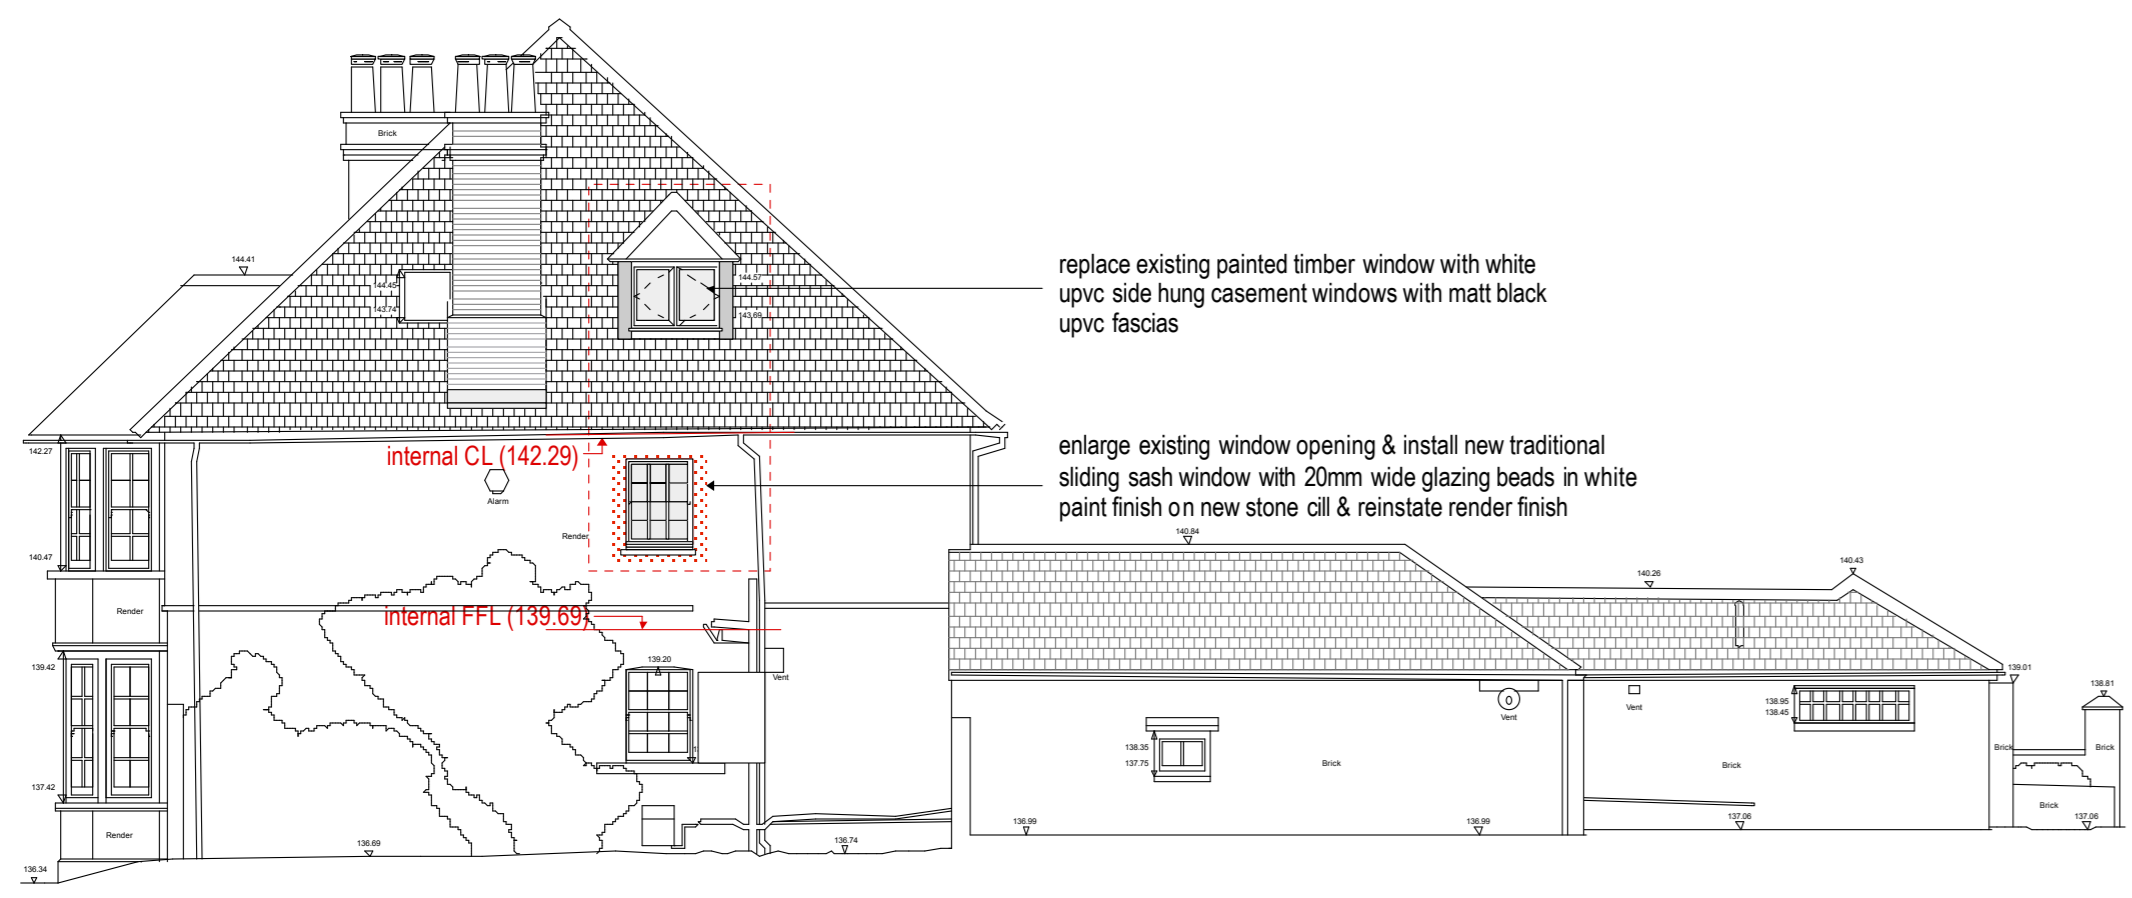 Brick
144.41
144.45
143.74
144.57
143.69
replace existing painted timber window with white
upvc side hung casement windows with matt black
upvc fascias
142.27
internal CL (142.29)
Alarm
Render
enlarge existing window opening & install new traditional
sliding sash window with 20mm wide glazing beads in white
paint finish on new stone cill & reinstate render finish
140.47
140.84
140.26
140.43
Render
internal FFL (139.69)
139.42
139.20
Vent
139.01
138.81
138.95
138.45
Vent
Vent
138.35
137.75
Brick
Brick
Brick
Brick
Brick
137.42
Render
136.34
136.69
136.74
136.99
136.99
137.06
137.06